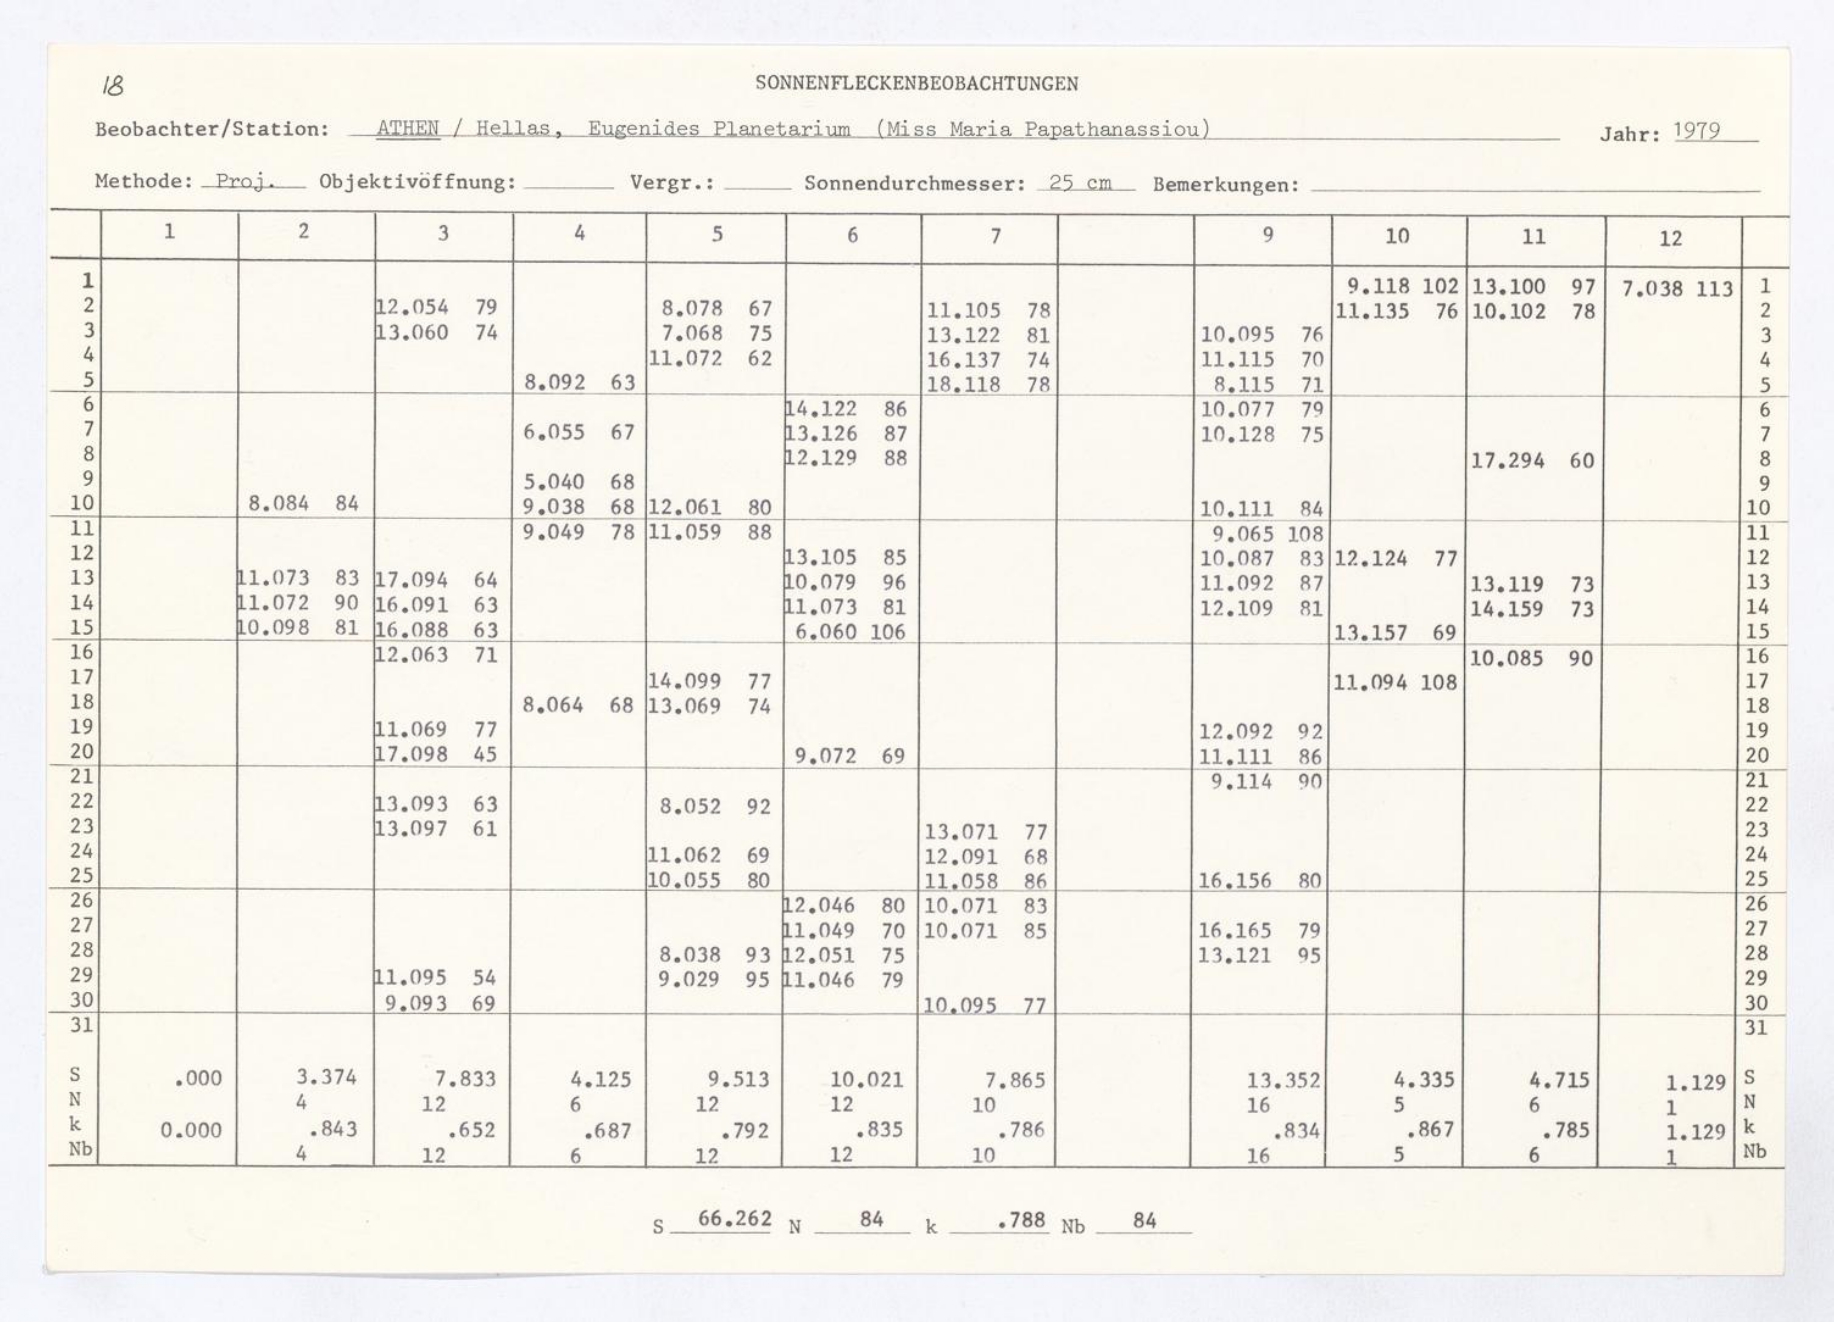 18
SONNENFLECKENBEOBACHTUNGEN
Beobachter/Station: ATHEN / Hellas, Eugenides Planetarium (Miss Maria Papathanassiou) Jahr: 1979
Methode: Proj. Objektivöffnung: Vergr.: Sonnendurchmesser: 25 cm Bemerkungen:
1 2 3 4 5 6 7 9 10 11 12
1 9.118 102 13.100 97 7.038 113 1
2 12.054 79 8.078 67 11.105 78 11.135 76 10.102 78 2
3 13.060 74 7.068 75 13.122 81 10.095 76 3
4 11.072 62 16.137 74 11.115 70 4
5 8.092 63 18.118 78 8.115 71 5
6 14.122 86 10.077 79 6
7 6.055 67 13.126 87 10.128 75 7
8 12.129 88 17.294 60 8
9 5.040 68 9
10 8.084 84 9.038 68 12.061 80 10.111 84 10
11 9.049 78 11.059 88 9.065 108 11
12 13.105 85 10.087 83 12.124 77 12
13 11.073 83 17.094 64 10.079 96 11.092 87 13.119 73 13
14 11.072 90 16.091 63 11.073 81 12.109 81 14.159 73 14
15 10.098 81 16.088 63 6.060 106 13.157 69 15
16 12.063 71 10.085 90 16
17 14.099 77 11.094 108 17
18 8.064 68 13.069 74 18
19 11.069 77 12.092 92 19
20 17.098 45 9.072 69 11.111 86 20
21 9.114 90 21
22 13.093 63 8.052 92 22
23 13.097 61 13.071 77 23
24 11.062 69 12.091 68 24
25 10.055 80 11.058 86 16.156 80 25
26 12.046 80 10.071 83 26
27 11.049 70 10.071 85 16.165 79 27
28 8.038 93 12.051 75 13.121 95 28
29 11.095 54 9.029 95 11.046 79 29
30 9.093 69 10.095 77 30
31 31
S .000 3.374 7.833 4.125 9.513 10.021 7.865 13.352 4.335 4.715 1.129 S
N 4 12 6 12 12 10 16 5 6 1 N
k 0.000 .843 .652 .687 .792 .835 .786 .834 .867 .785 1.129 k
Nb 4 12 6 12 12 10 16 5 6 1 Nb
S 66.262 N 84 k .788 Nb 84